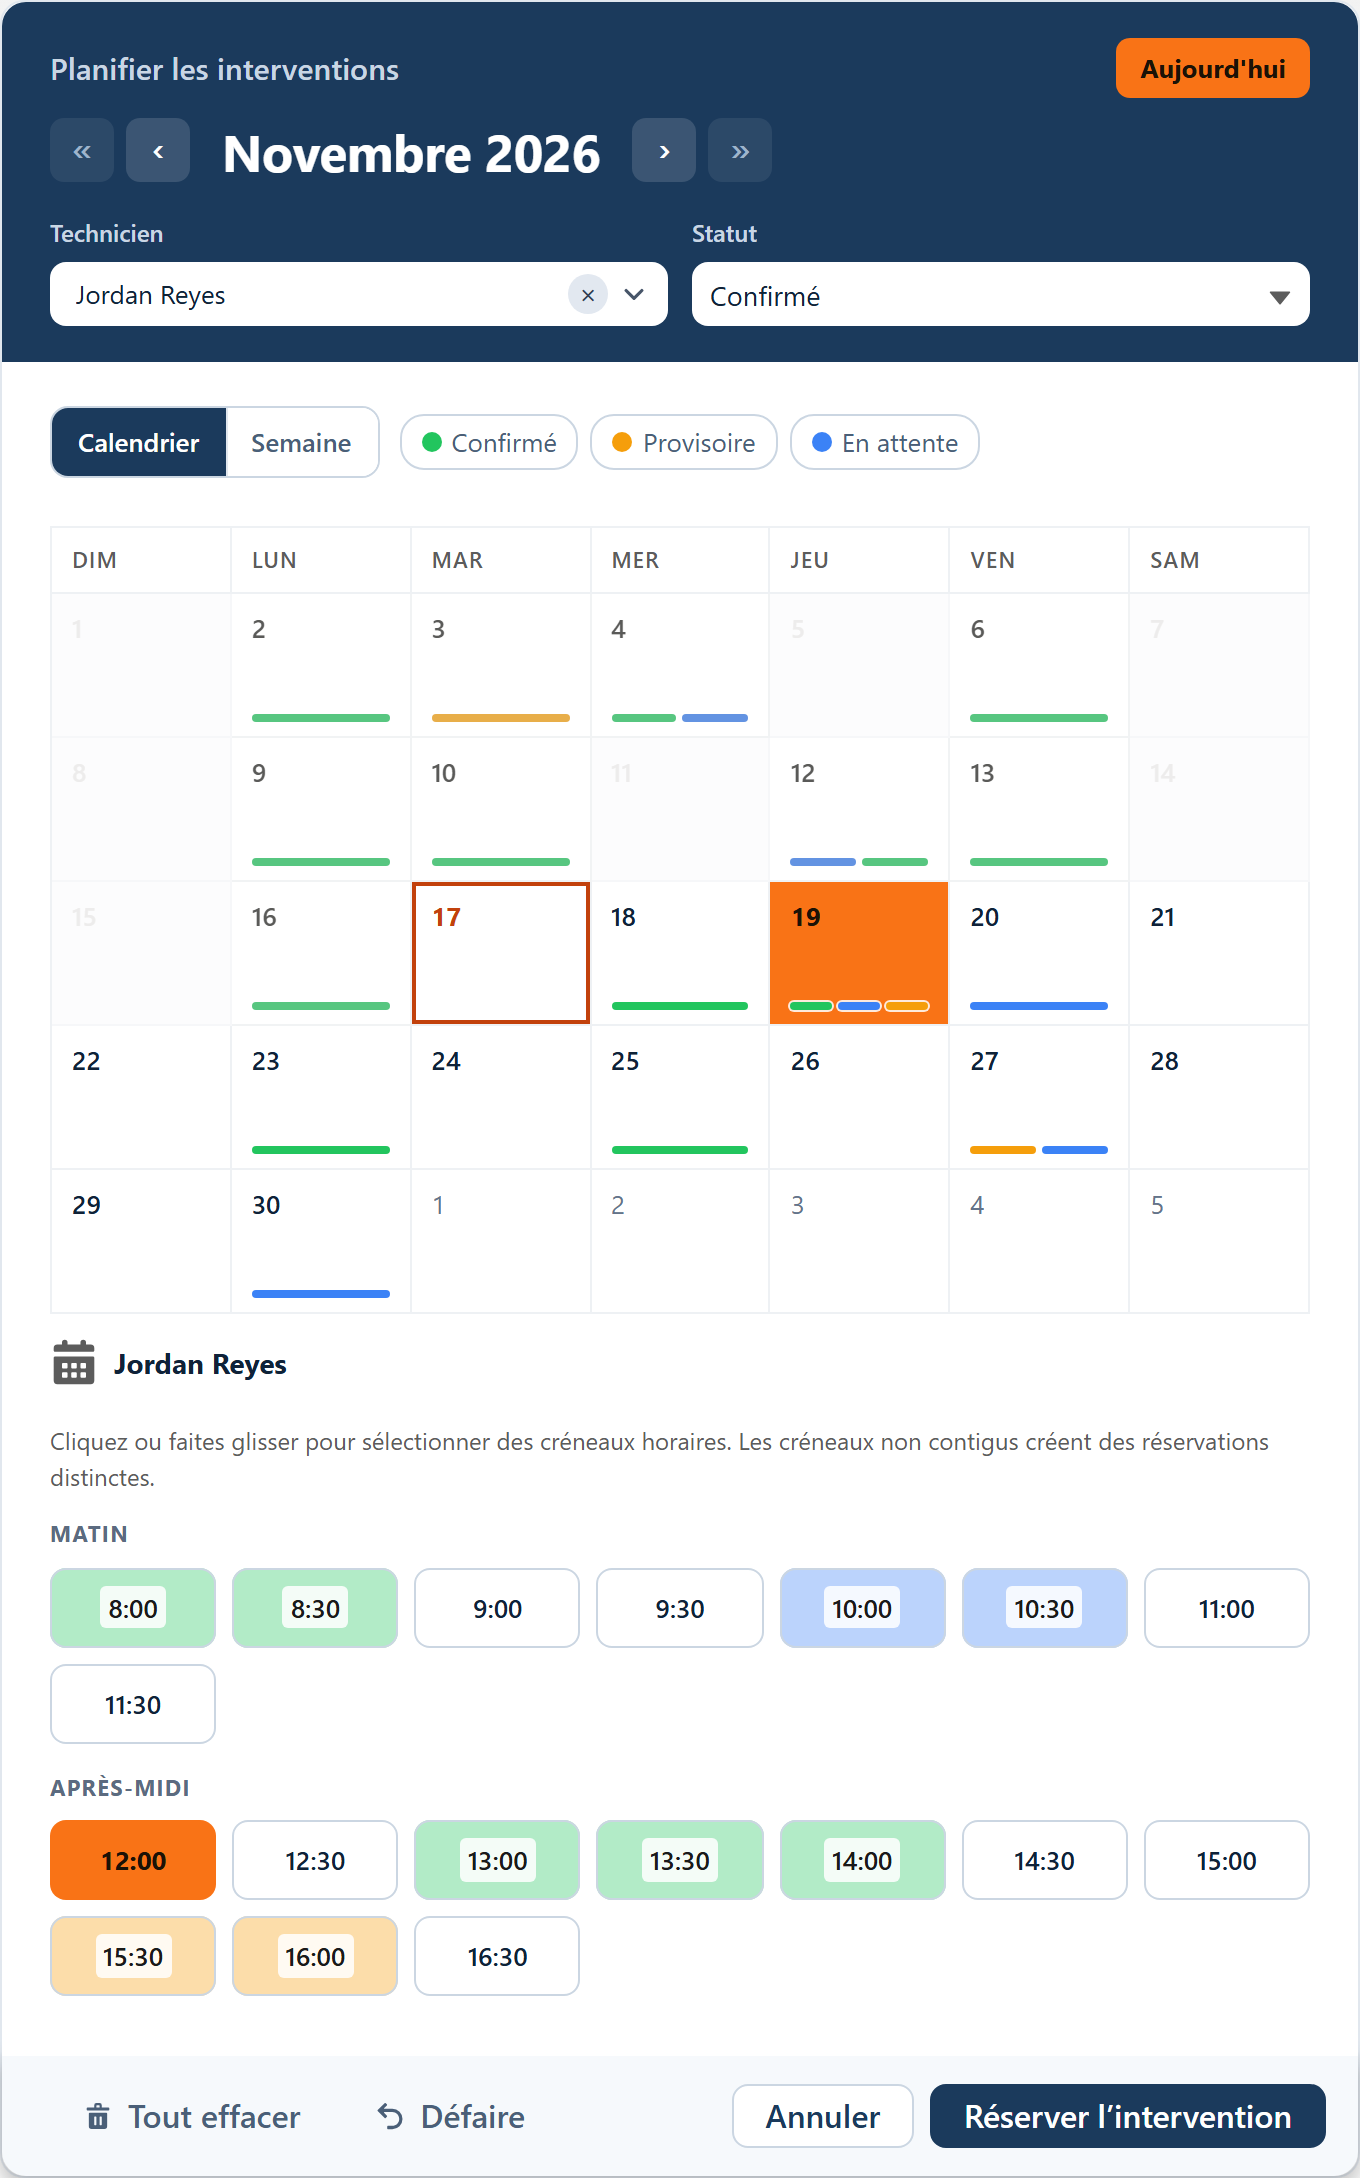 Planifier les interventions
Aujourd'hui
« ‹ Novembre 2026 › »
Technicien Statut
Jordan Reyes × Confirmé
Calendrier Semaine Confirmé Provisoire En attente
DIM LUN MAR MER JEU VEN SAM
1 2 3 4 5 6 7
8 9 10 11 12 13 14
15 16 17 18 19 20 21
22 23 24 25 26 27 28
29 30 1 2 3 4 5
Jordan Reyes
Cliquez ou faites glisser pour sélectionner des créneaux horaires. Les créneaux non contigus créent des réservations
distinctes.
MATIN
8:00 8:30 9:00 9:30 10:00 10:30 11:00
11:30
APRÈS-MIDI
12:00 12:30 13:00 13:30 14:00 14:30 15:00
15:30 16:00 16:30
Tout effacer Défaire Annuler Réserver l’intervention